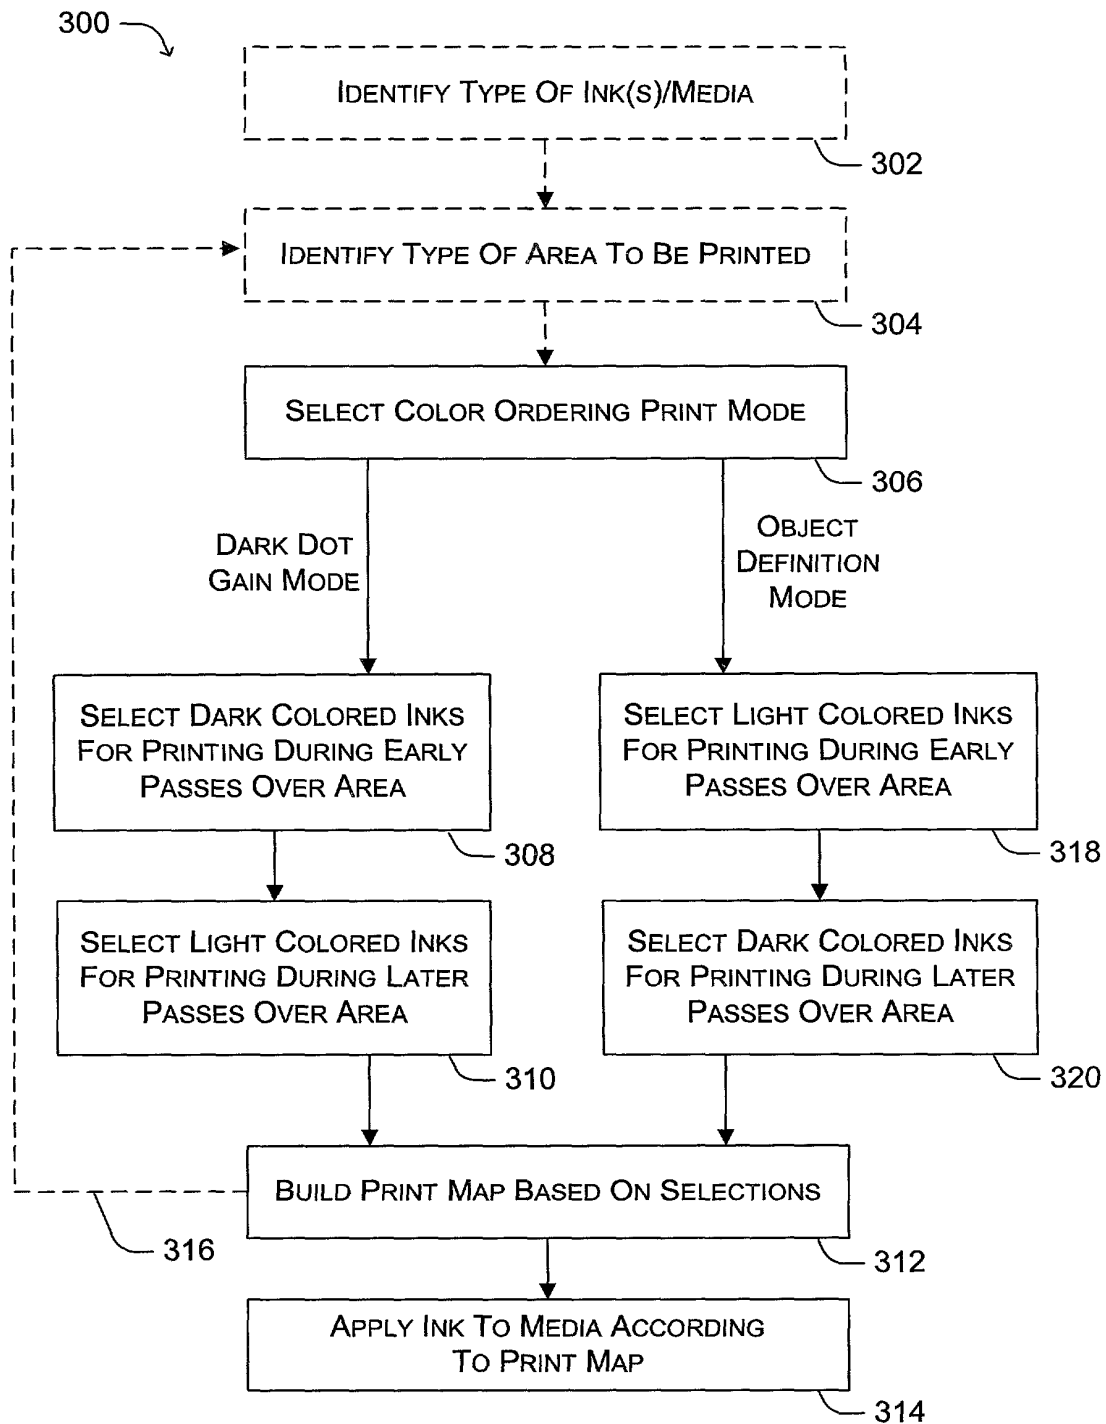 300
IDENTIFY TYPE OF INK(S)/MEDIA
302
IDENTIFY TYPE OF AREA TO BE PRINTED
304
SELECT COLOR ORDERING PRINT MODE
306
DARK DOT
GAIN MODE
OBJECT
DEFINITION
MODE
SELECT DARK COLORED INKS
FOR PRINTING DURING EARLY
PASSES OVER AREA
308
SELECT LIGHT COLORED INKS
FOR PRINTING DURING EARLY
PASSES OVER AREA
318
SELECT LIGHT COLORED INKS
FOR PRINTING DURING LATER
PASSES OVER AREA
310
SELECT DARK COLORED INKS
FOR PRINTING DURING LATER
PASSES OVER AREA
320
BUILD PRINT MAP BASED ON SELECTIONS
316
312
APPLY INK TO MEDIA ACCORDING
TO PRINT MAP
314